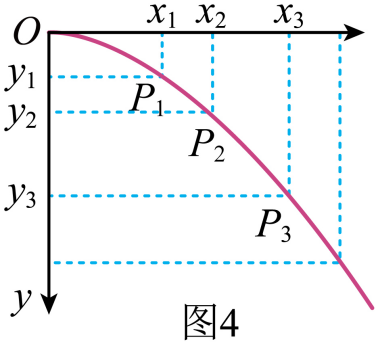 O x₁ x₂ x₃
y₁
P₁
y₂
P₂
y₃
P₃
y
图4